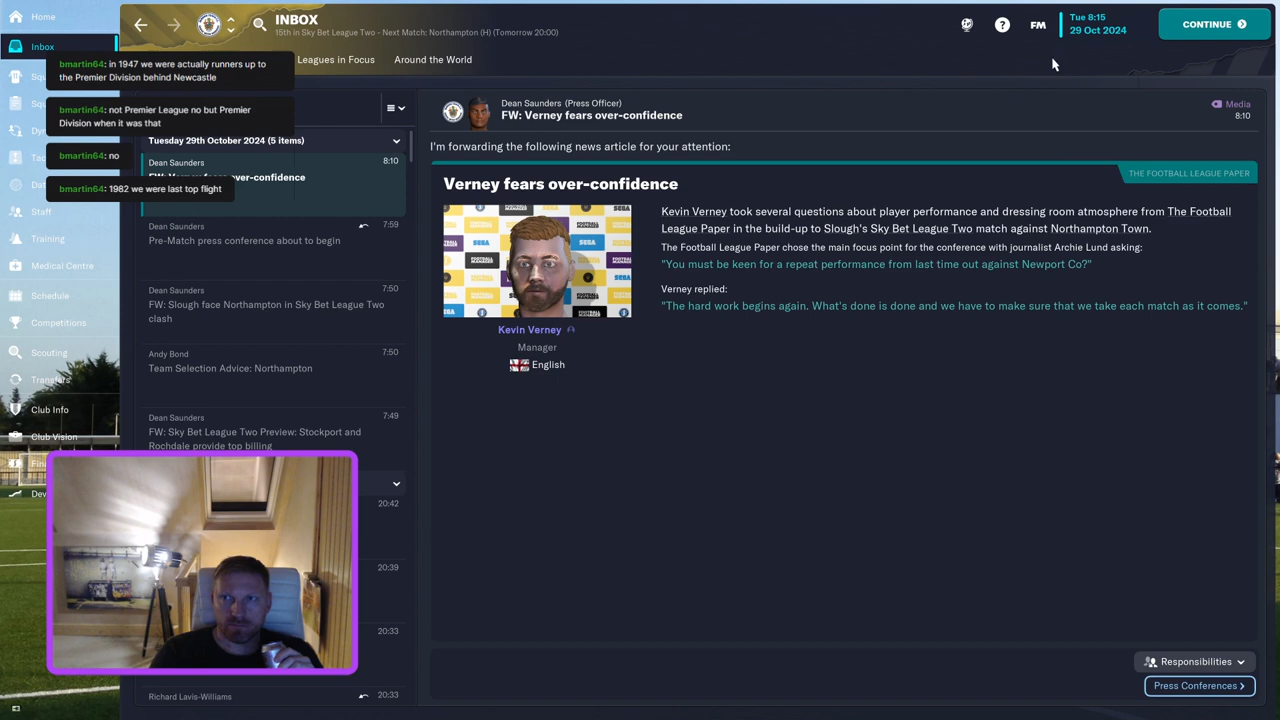 Home
Inbox
Staff
Training
Medical Centre
Schedule
Competitions
Scouting
Transfers
Club Info
Club Vision
INBOX
15th in Sky Bet League Two - Next Match: Northampton (H) (Tomorrow 20:00)
FM
Tue 8:15
29 Oct 2024
CONTINUE
Leagues in Focus
Around the World
bmartin64: in 1947 we were actually runners up to
the Premier Division behind Newcastle
bmartin64: not Premier League no but Premier
Division when it was that
bmartin64: no
bmartin64: 1982 we were last top flight
Tuesday 29th October 2024 (5 items)
Dean Saunders
8:10
over-confidence
Dean Saunders
7:59
Pre-Match press conference about to begin
Dean Saunders
7:50
FW: Slough face Northampton in Sky Bet League Two
clash
Andy Bond
7:50
Team Selection Advice: Northampton
Dean Saunders
7:49
FW: Sky Bet League Two Preview: Stockport and
Rochdale provide top billing
20:42
20:39
20:33
Richard Lavis-Williams
20:33
Dean Saunders (Press Officer)
FW: Verney fears over-confidence
Media
8:10
I'm forwarding the following news article for your attention:
THE FOOTBALL LEAGUE PAPER
Verney fears over-confidence
SEGA
Kevin Verney
Manager
English
Kevin Verney took several questions about player performance and dressing room atmosphere from The Football
League Paper in the build-up to Slough's Sky Bet League Two match against Northampton Town.
The Football League Paper chose the main focus point for the conference with journalist Archie Lund asking:
"You must be keen for a repeat performance from last time out against Newport Co?"
Verney replied:
"The hard work begins again. What's done is done and we have to make sure that we take each match as it comes."
Responsibilities
Press Conferences